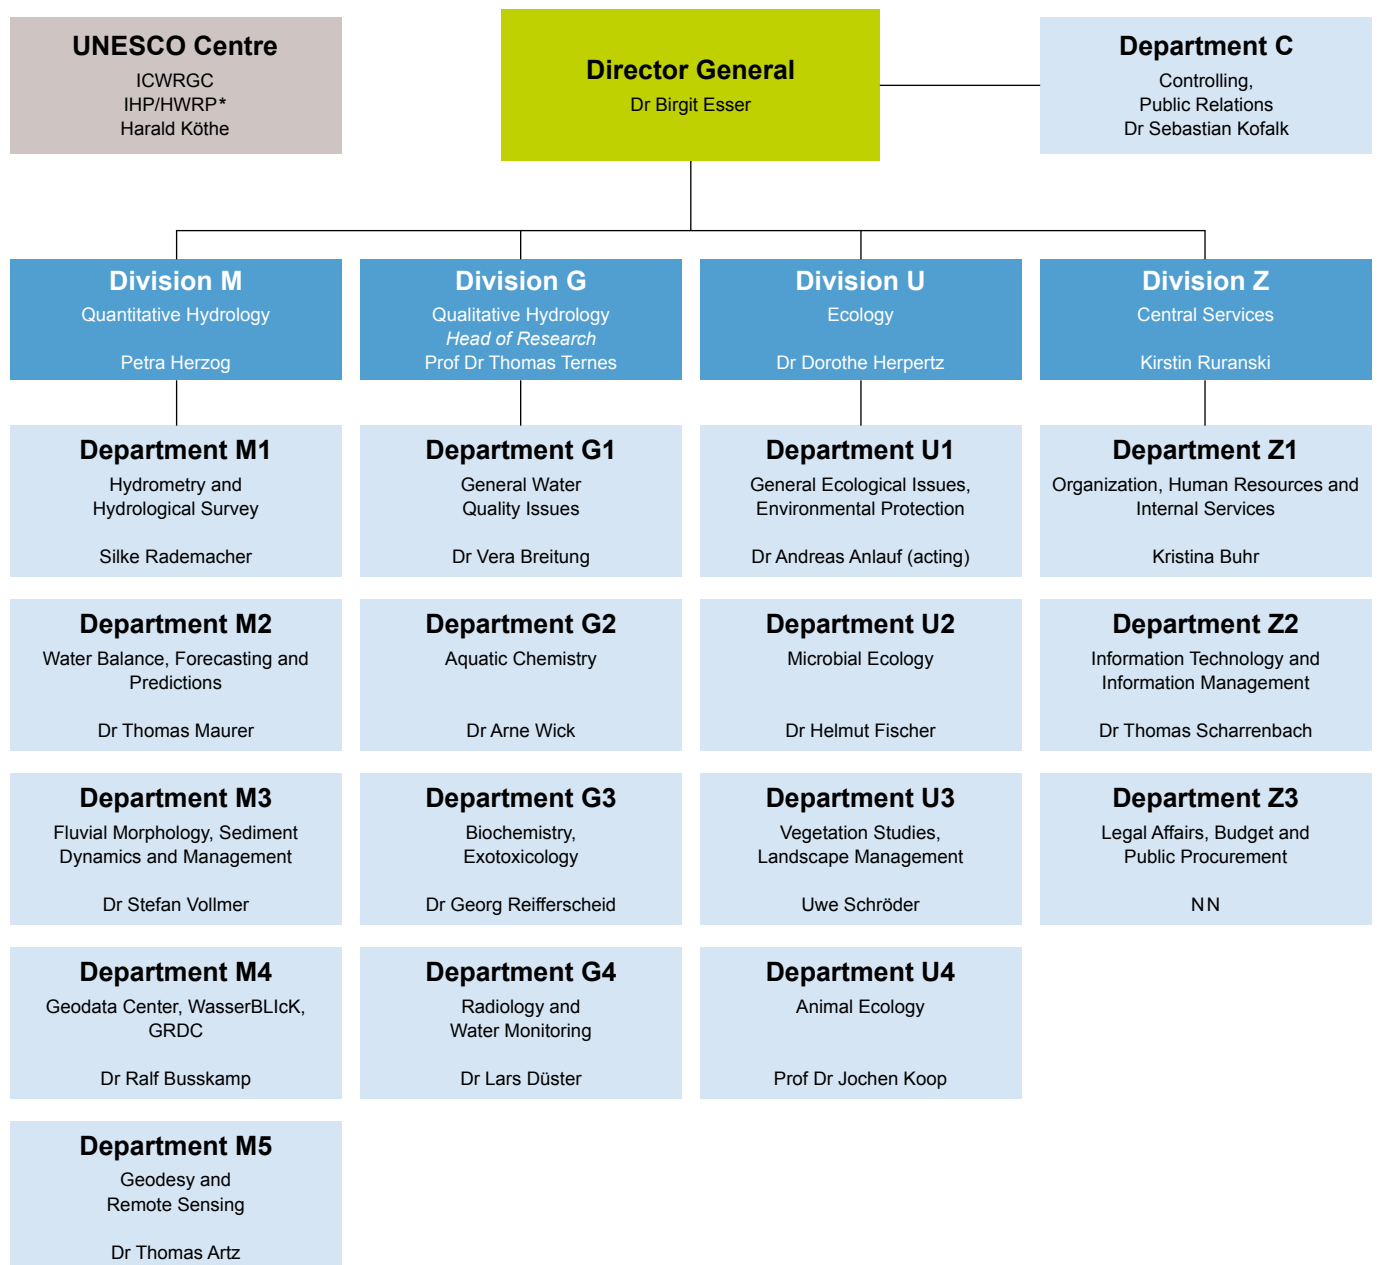 UNESCO Centre
ICWRGC
IHP/HWRP*
Harald Köthe
Director General
Dr Birgit Esser
Department C
Controlling,
Public Relations
Dr Sebastian Kofalk
Division M
Quantitative Hydrology
Petra Herzog
Division G
Qualitative Hydrology
Head of Research
Prof Dr Thomas Ternes
Division U
Ecology
Dr Dorothe Herpertz
Division Z
Central Services
Kirstin Ruranski
Department M1
Hydrometry and
Hydrological Survey
Silke Rademacher
Department G1
General Water
Quality Issues
Dr Vera Breitung
Department U1
General Ecological Issues,
Environmental Protection
Dr Andreas Anlauf (acting)
Department Z1
Organization, Human Resources and
Internal Services
Kristina Buhr
Department M2
Water Balance, Forecasting and
Predictions
Dr Thomas Maurer
Department G2
Aquatic Chemistry
Dr Arne Wick
Department U2
Microbial Ecology
Dr Helmut Fischer
Department Z2
Information Technology and
Information Management
Dr Thomas Scharrenbach
Department M3
Fluvial Morphology, Sediment
Dynamics and Management
Dr Stefan Vollmer
Department G3
Biochemistry,
Exotoxicology
Dr Georg Reifferscheid
Department U3
Vegetation Studies,
Landscape Management
Uwe Schröder
Department Z3
Legal Affairs, Budget and
Public Procurement
NN
Department M4
Geodata Center, WasserBLIcK,
GRDC
Dr Ralf Busskamp
Department G4
Radiology and
Water Monitoring
Dr Lars Düster
Department U4
Animal Ecology
Prof Dr Jochen Koop
Department M5
Geodesy and
Remote Sensing
Dr Thomas Artz